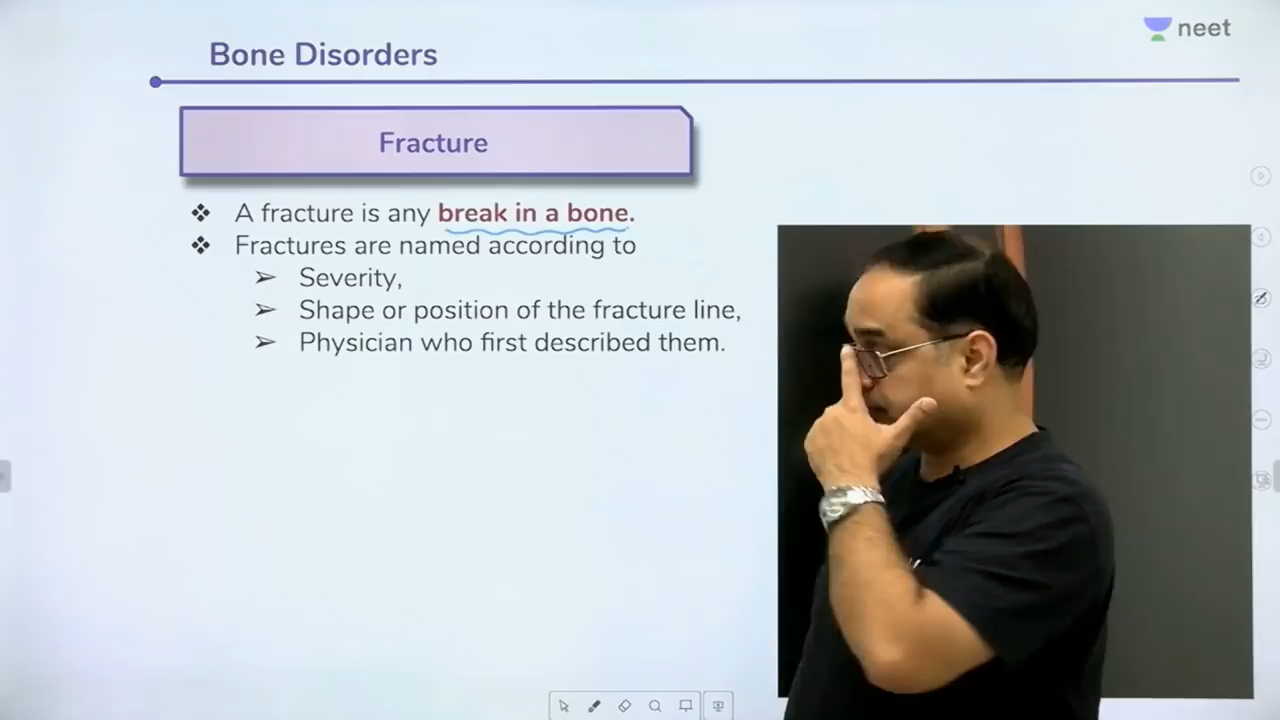 neet
Bone Disorders
Fracture
❖ A fracture is any break in a bone.
❖ Fractures are named according to
➢ Severity,
➢ Shape or position of the fracture line,
➢ Physician who first described them.